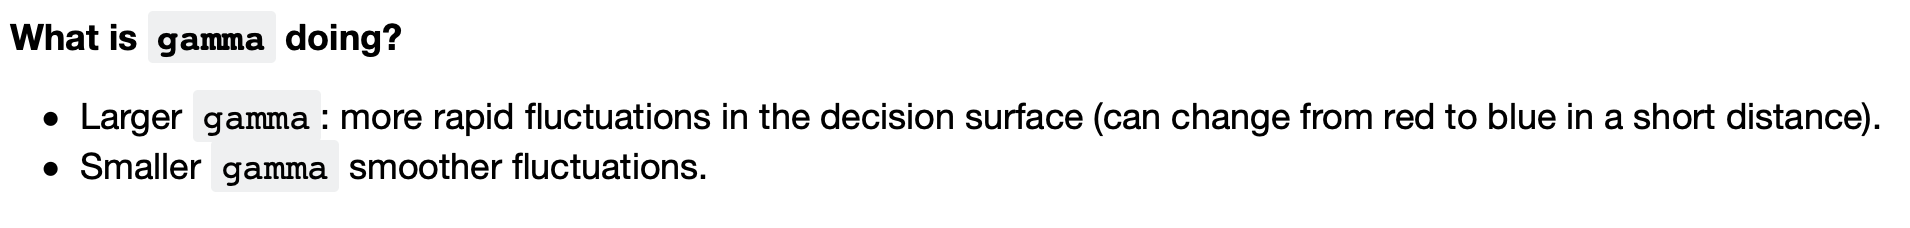 What is gamma doing?
• Larger gamma : more rapid fluctuations in the decision surface (can change from red to blue in a short distance).
• Smaller gamma smoother fluctuations.